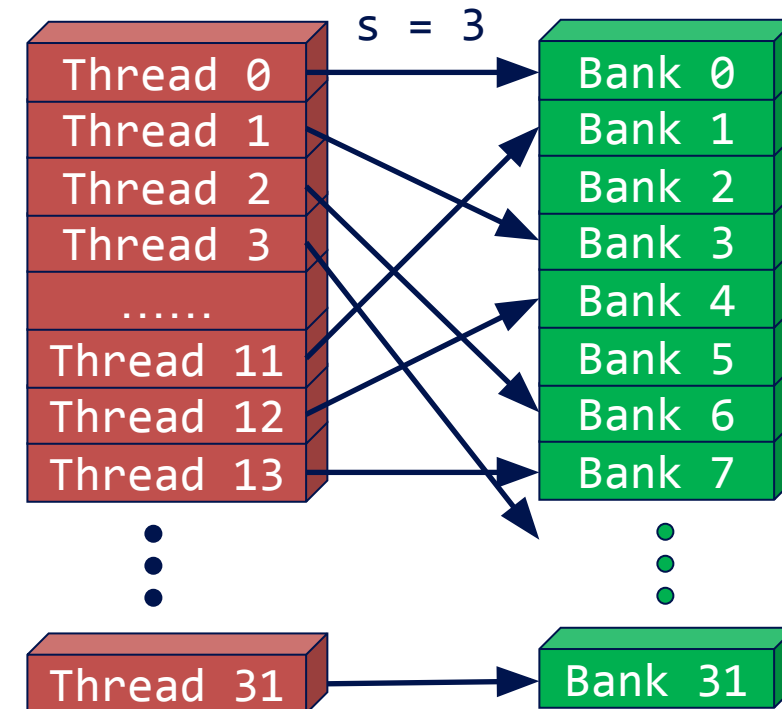 s = 3
Thread 0
Thread 1
Thread 2
Thread 3
......
Thread 11
Thread 12
Thread 13
Thread 31
Bank 0
Bank 1
Bank 2
Bank 3
Bank 4
Bank 5
Bank 6
Bank 7
Bank 31